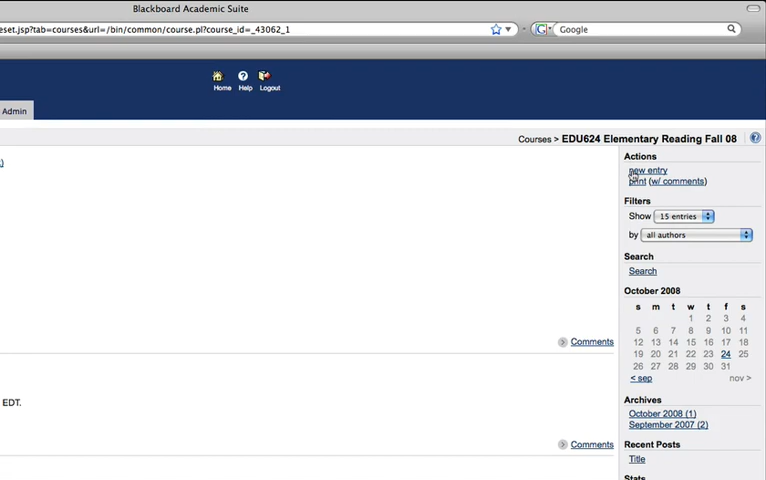 Blackboard Academic Suite
eset.jsp?tab=courses&url=/bin/common/course.pl?course_id=_43062_1
Google
Home Help Logout
Admin
Courses > EDU624 Elementary Reading Fall 08
Actions
new entry
print (w/ comments)
Filters
Show 15 entries
by all authors
Search
Search
October 2008
s m t w t f s
1 2 3 4
5 6 7 8 9 10 11
12 13 14 15 16 17 18
19 20 21 22 23 24 25
26 27 28 29 30 31
< sep nov >
Comments
Archives
EDT.
October 2008 (1)
September 2007 (2)
Comments
Recent Posts
Title
Stats